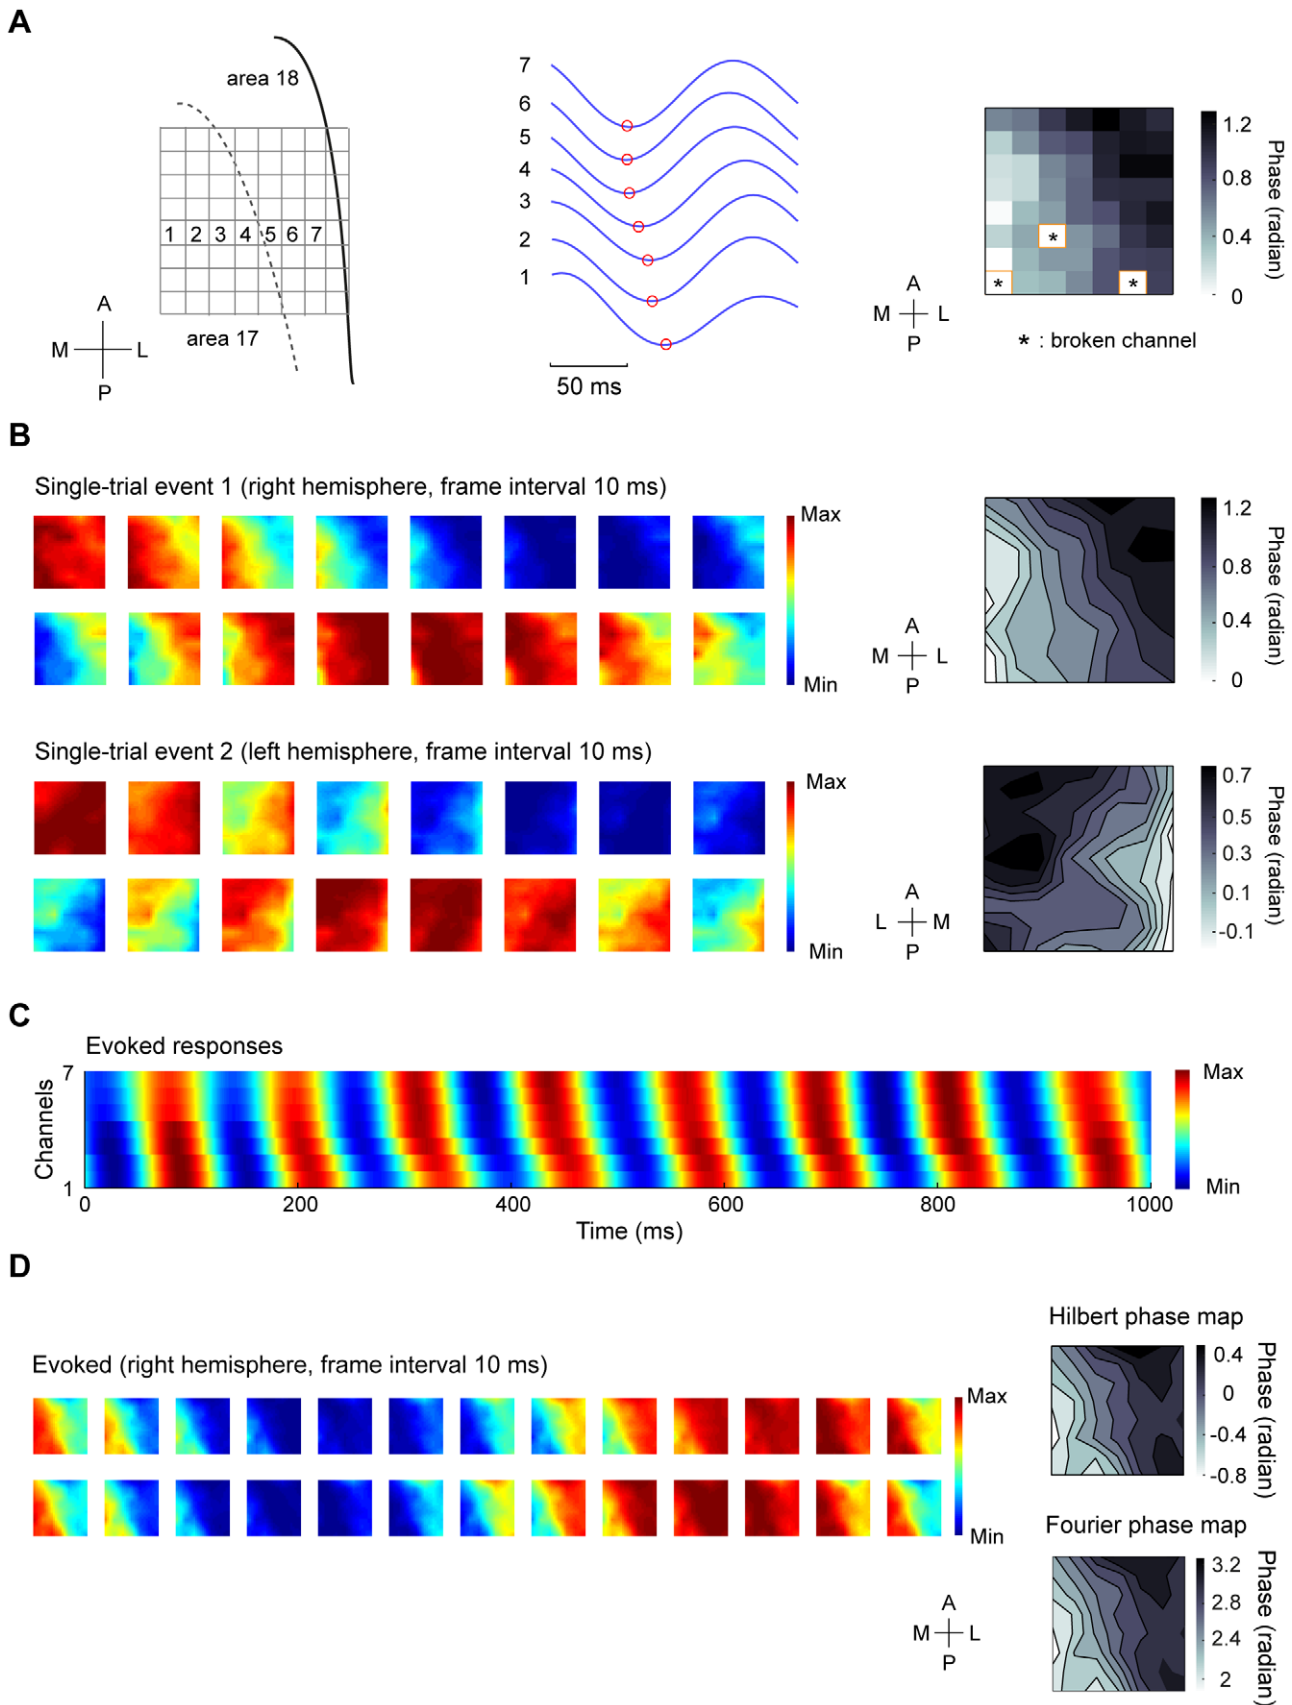 A
area 18
1 2 3 4 5 6 7
area 17
A
M L
P
7
6
5
4
3
2
1
50 ms
A
M L
P
* * *
* : broken channel
1.2
0.8
0.4
0
Phase (radian)
B
Single-trial event 1 (right hemisphere, frame interval 10 ms)
Max
Min
A
M L
P
1.2
0.8
0.4
0
Phase (radian)
Single-trial event 2 (left hemisphere, frame interval 10 ms)
Max
Min
A
L M
P
0.7
0.5
0.3
0.1
-0.1
Phase (radian)
C
Evoked responses
7
Channels
1
0 200 400 600 800 1000
Time (ms)
Max
Min
D
Evoked (right hemisphere, frame interval 10 ms)
Max
Min
Hilbert phase map
0.4
0
-0.4
-0.8
Phase (radian)
Fourier phase map
3.2
2.8
2.4
2
Phase (radian)
A
M L
P